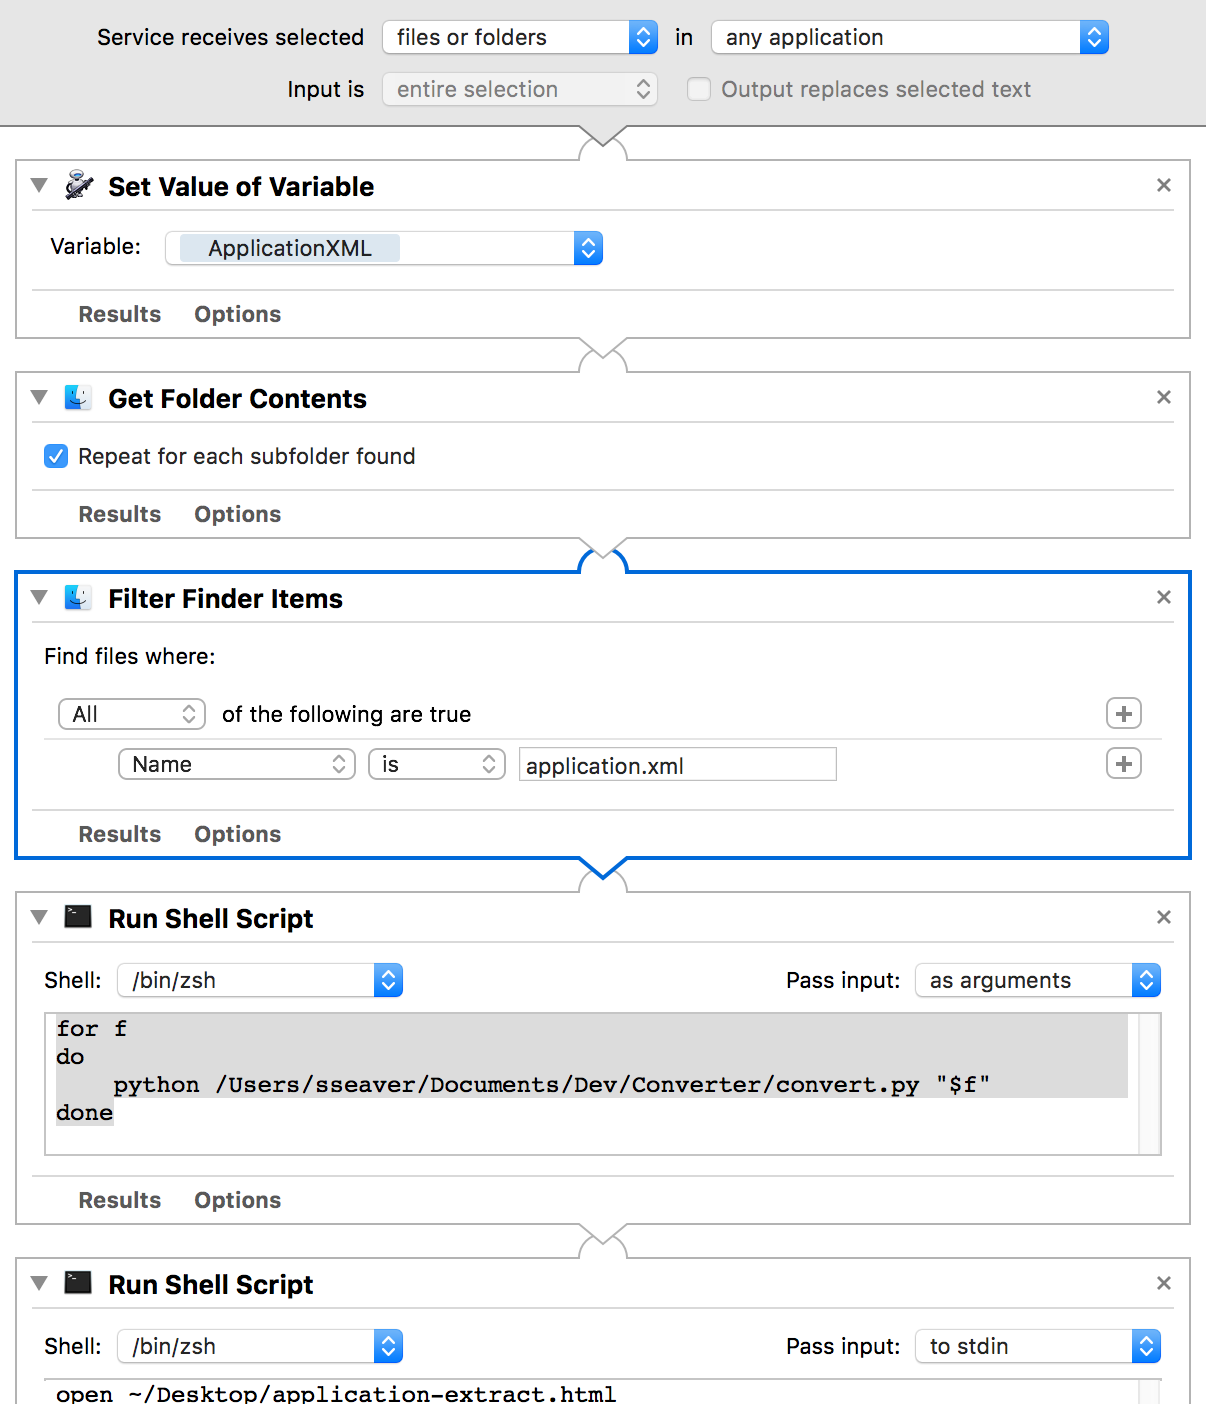 Service receives selected files or folders in any application
Input is entire selection Output replaces selected text
Set Value of Variable
Variable: ApplicationXML
Results Options
Get Folder Contents
Repeat for each subfolder found
Results Options
Filter Finder Items
Find files where:
All of the following are true
Name is application.xml
Results Options
Run Shell Script
Shell: /bin/zsh Pass input: as arguments
for f
do
python /Users/sseaver/Documents/Dev/Converter/convert.py "$f"
done
Results Options
Run Shell Script
Shell: /bin/zsh Pass input: to stdin
open ~/Desktop/application-extract.html